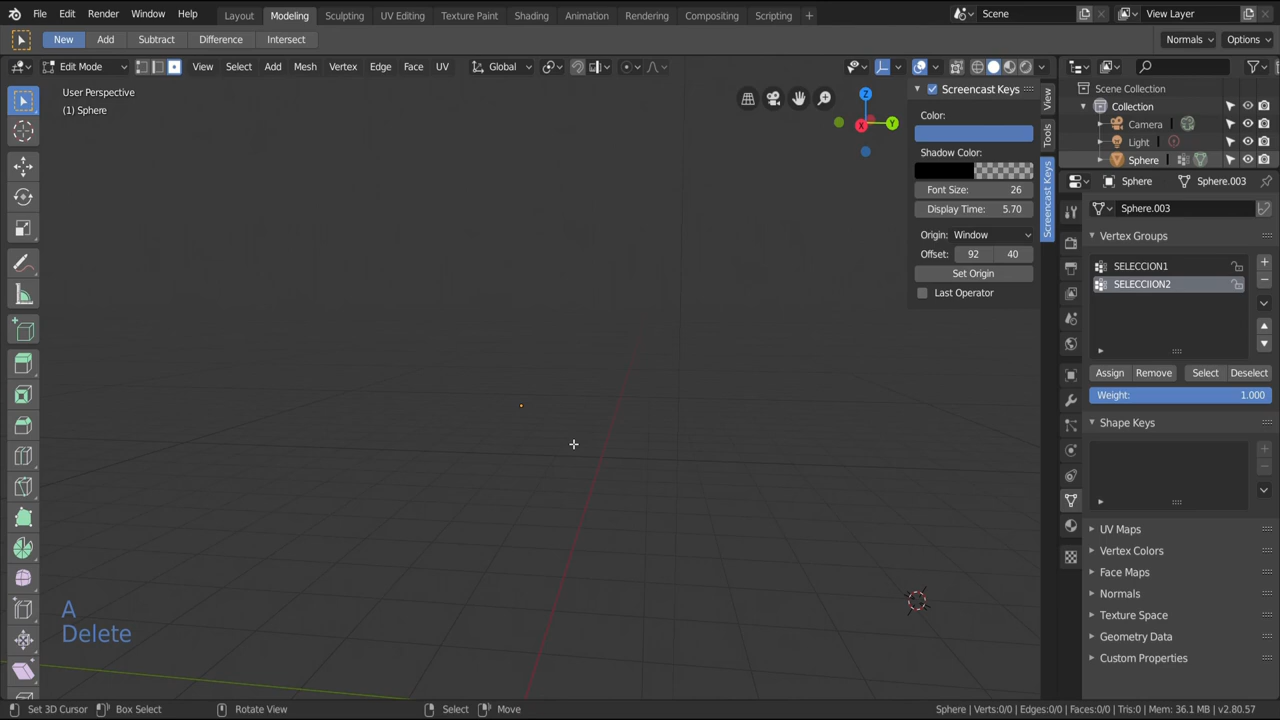 File Edit Render Window Help Layout Modeling Sculpting UV Editing Texture Paint Shading Animation Rendering Compositing Scripting + Scene View Layer
New Add Subtract Difference Intersect Normals Options
Edit Mode View Select Add Mesh Vertex Edge Face UV Global
User Perspective
(1) Sphere
Z
X
Y
Screencast Keys
Color:
Shadow Color:
Font Size: 26
Display Time: 5.70
Origin: Window
Offset: 92 40
Set Origin
Last Operator
View
Tools
Screencast Keys
Scene Collection
Collection
Camera
Light
Sphere
Sphere Sphere.003
Sphere.003
Vertex Groups
SELECCION1
SELECCIION2
Assign Remove Select Deselect
Weight: 1.000
Shape Keys
UV Maps
Vertex Colors
Face Maps
Normals
Texture Space
Geometry Data
Custom Properties
A
Delete
Set 3D Cursor Box Select Rotate View Select Move Sphere | Verts:0/0 | Edges:0/0 | Faces:0/0 | Tris:0 | Mem: 36.1 MB | v2.80.57